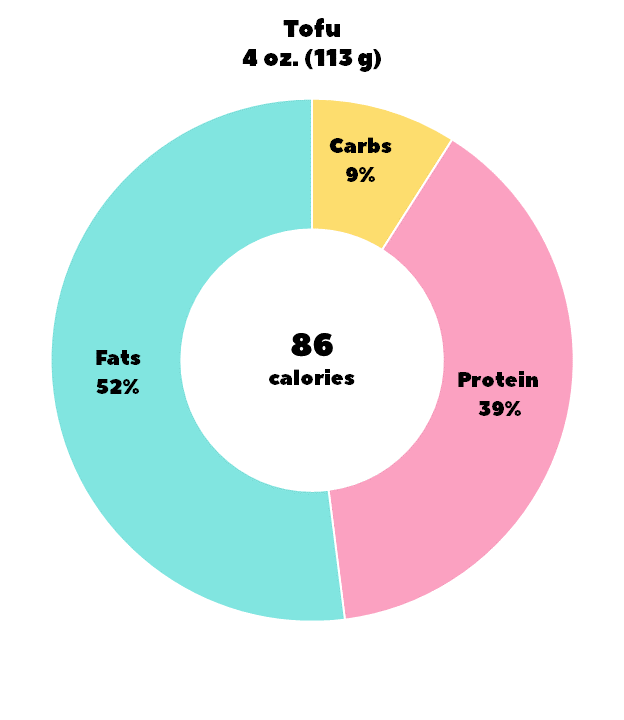 Tofu
4 oz. (113 g)
Carbs
9%
Fats
52%
86
calories
Protein
39%